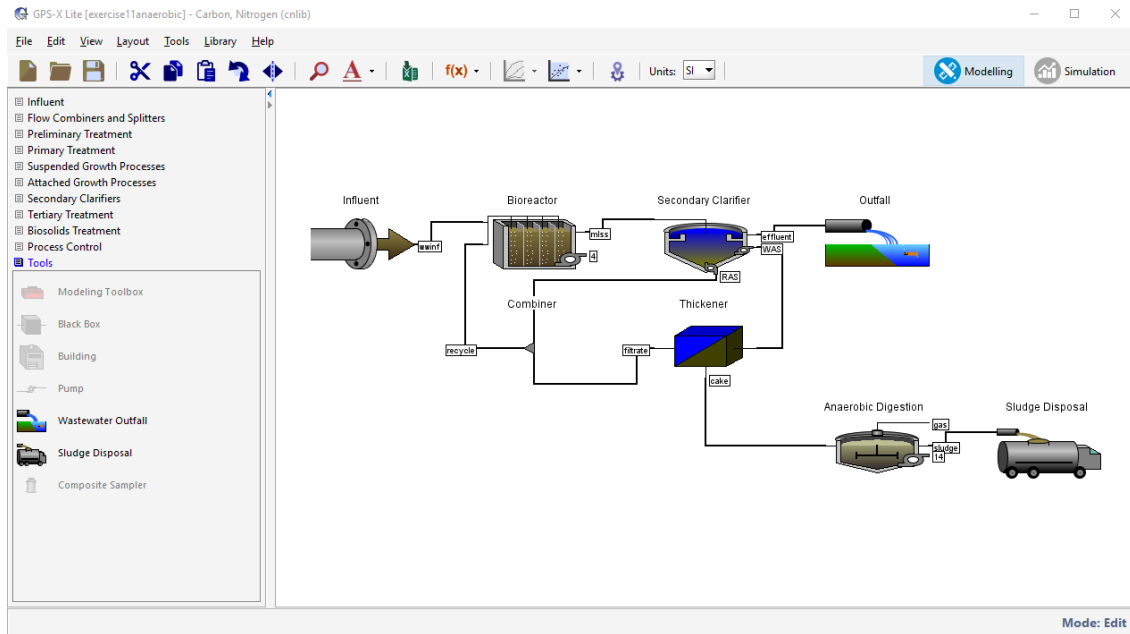 GPS-X Lite [exercise11anaerobic] - Carbon, Nitrogen (cnlib)
File Edit View Layout Tools Library Help
A f(x) Units: SI Modelling Simulation
Influent
Flow Combiners and Splitters
Preliminary Treatment
Primary Treatment
Suspended Growth Processes
Attached Growth Processes
Secondary Clarifiers
Tertiary Treatment
Biosolids Treatment
Process Control
Tools
Modeling Toolbox
Black Box
Building
Pump
Wastewater Outfall
Sludge Disposal
Composite Sampler
Influent Bioreactor Secondary Clarifier Outfall
wwinf mlss effluent
4 WAS
RAS
Combiner Thickener
recycle filtrate
cake
Anaerobic Digestion Sludge Disposal
gas
sludge
14
Mode: Edit